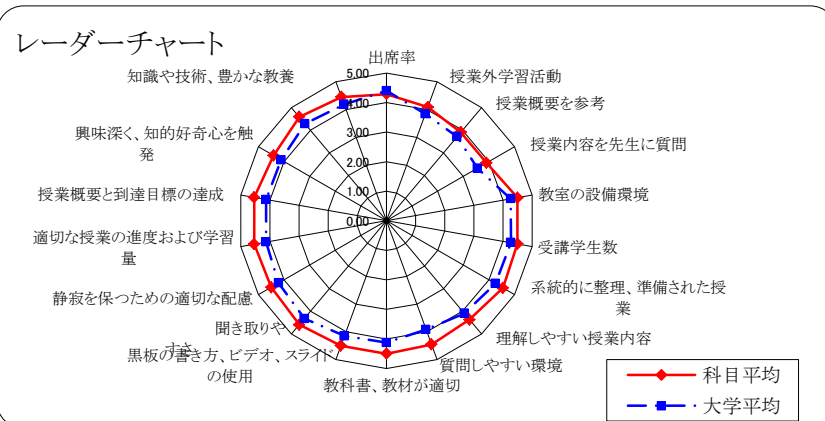 レーダーチャート
出席率
授業外学習活動
授業概要を参考
授業内容を先生に質問
教室の設備環境
受講学生数
系統的に整理、準備された授
業
理解しやすい授業内容
質問しやすい環境
教科書、教材が適切
黒板の書き方、ビデオ、スライド
の使用
聞き取りや
すさ
静寂を保つための適切な配慮
適切な授業の進度および学習
量
授業概要と到達目標の達成
興味深く、知的好奇心を触
発
知識や技術、豊かな教養
5.00
4.00
3.00
2.00
1.00
0.00
科目平均
大学平均